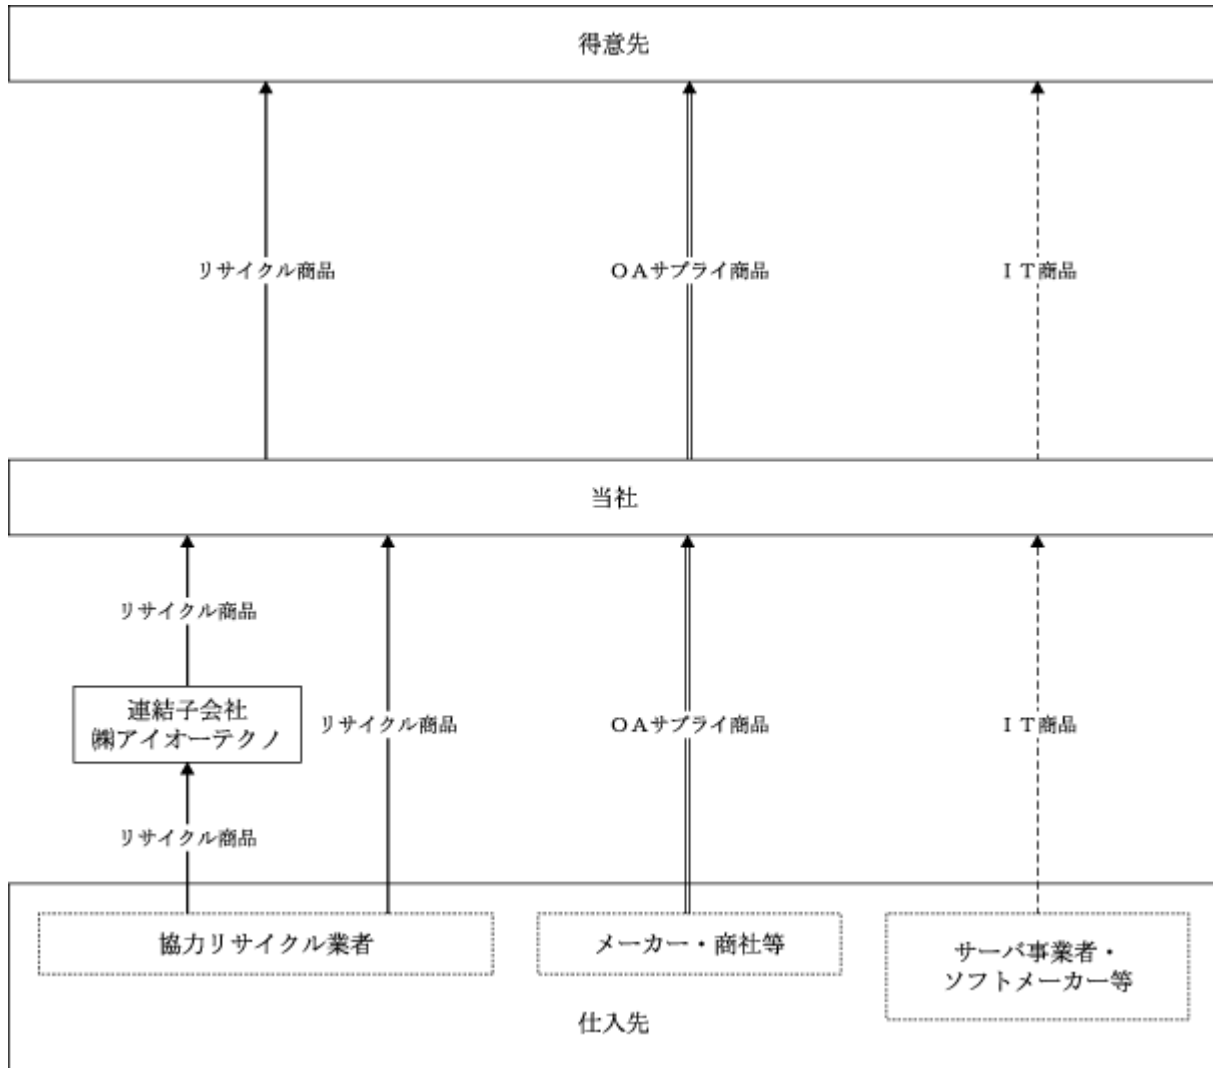 得意先
リサイクル商品
ＯＡサプライ商品
ＩＴ商品
当社
リサイクル商品
連結子会社
㈱アイオーテクノ
リサイクル商品
ＯＡサプライ商品
ＩＴ商品
リサイクル商品
協力リサイクル業者
メーカー・商社等
サーバ事業者・
ソフトメーカー等
仕入先